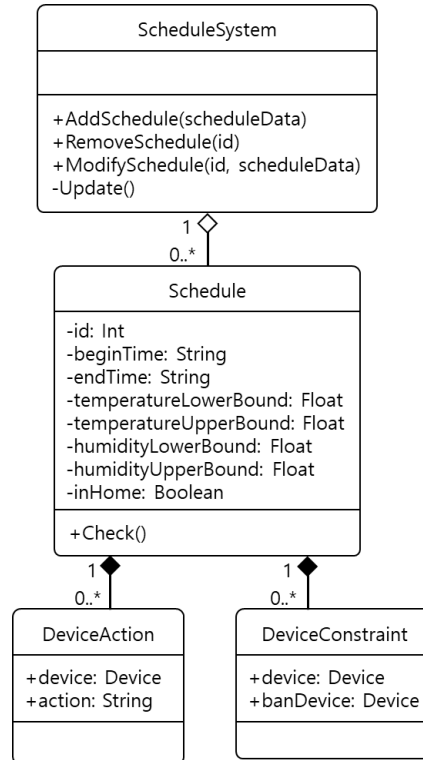 ScheduleSystem
+AddSchedule(scheduleData)
+RemoveSchedule(id)
+ModifySchedule(id, scheduleData)
-Update()
1
0..*
Schedule
-id: Int
-beginTime: String
-endTime: String
-temperatureLowerBound: Float
-temperatureUpperBound: Float
-humidityLowerBound: Float
-humidityUpperBound: Float
-inHome: Boolean
+Check()
1
0..*
DeviceAction
+device: Device
+action: String
1
0..*
DeviceConstraint
+device: Device
+banDevice: Device